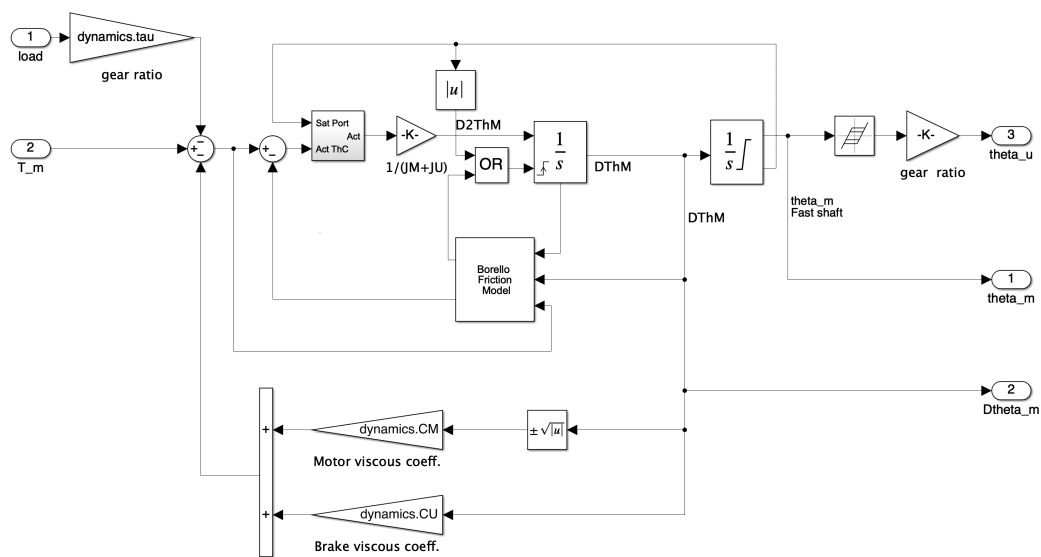 1
load
dynamics.tau
gear ratio
2
T_m
Sat Port
Act
Act ThC
-K-
1/(JM+JU)
|u|
D2ThM
OR
1
s
DThM
DThM
1
s
theta_m
Fast shaft
-K-
gear ratio
3
theta_u
1
theta_m
2
Dtheta_m
Borello
Friction
Model
+
dynamics.CM
± √|u|
Motor viscous coeff.
+
dynamics.CU
Brake viscous coeff.